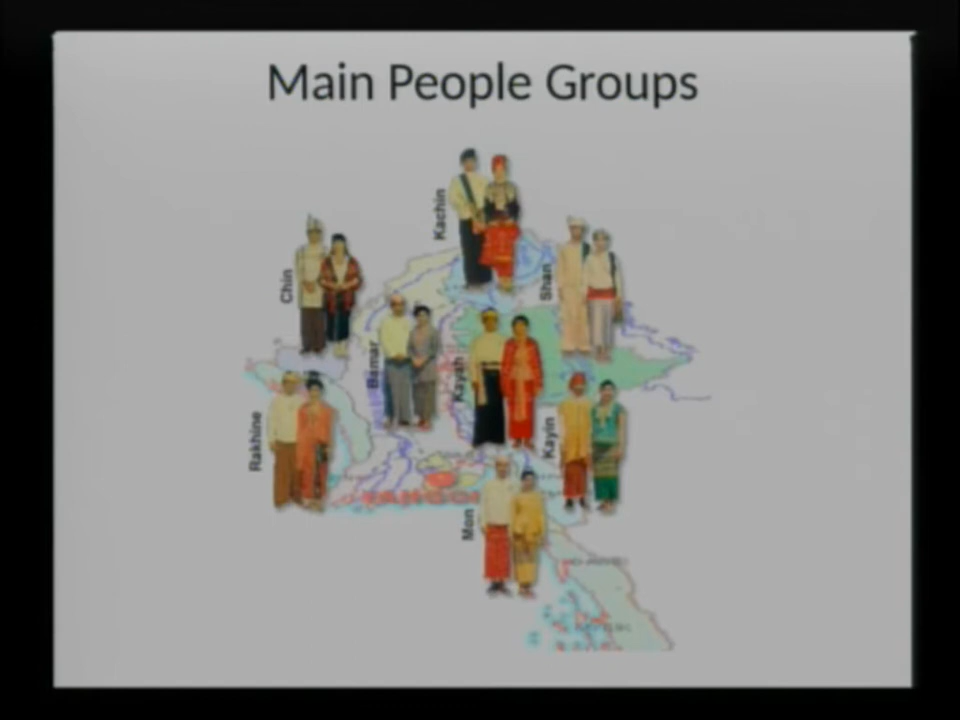 Main People Groups
Kachin
Chin
Shan
Bamar
Kayah
Rakhine
Kayin
Mon